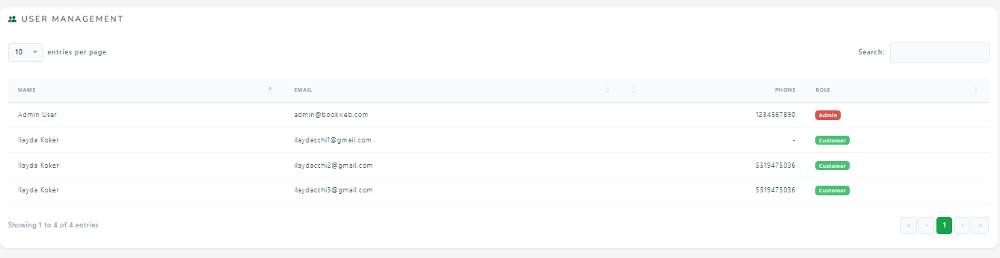 USER MANAGEMENT
10 entries per page
Search:
NAME EMAIL PHONE ROLE
Admin User admin@bookweb.com 1234567890 Admin
İlayda Koker ilaydacchi1@gmail.com - Customer
İlayda Koker ilaydacchi2@gmail.com 5519475036 Customer
İlayda Koker ilaydacchi3@gmail.com 5519475036 Customer
Showing 1 to 4 of 4 entries
« ‹ 1 › »